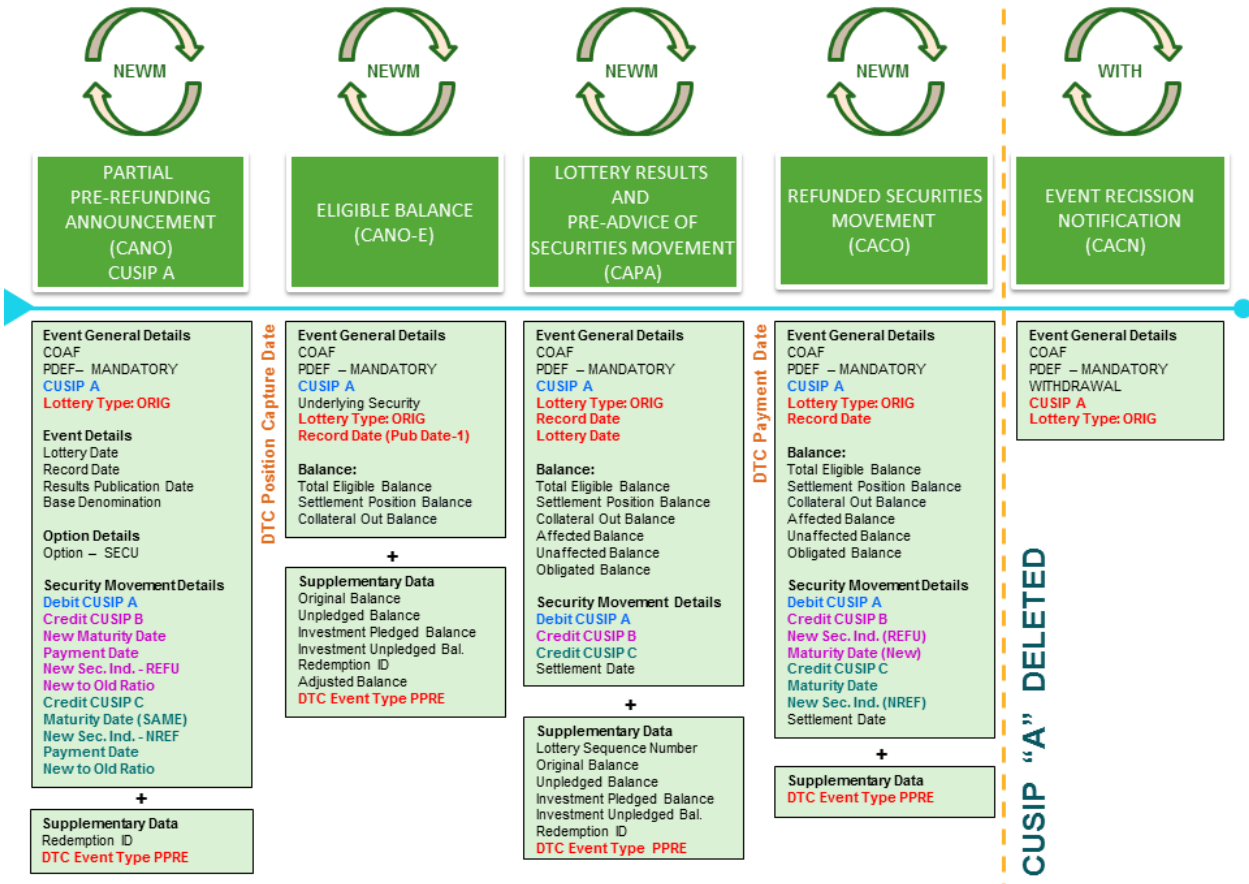 NEWM
NEWM
NEWM
NEWM
WITH
PARTIAL
PRE-REFUNDING
ANNOUNCEMENT
(CANO)
CUSIP A
ELIGIBLE BALANCE
(CANO-E)
LOTTERY RESULTS
AND
PRE-ADVICE OF
SECURITIES MOVEMENT
(CAPA)
REFUNDED SECURITIES
MOVEMENT
(CACO)
EVENT RECISSION
NOTIFICATION
(CACN)
Event General Details
COAF
PDEF– MANDATORY
CUSIP A
Lottery Type: ORIG
Event Details
Lottery Date
Record Date
Results Publication Date
Base Denomination
Option Details
Option – SECU
Security Movement Details
Debit CUSIP A
Credit CUSIP B
New Maturity Date
Payment Date
New Sec. Ind. - REFU
New to Old Ratio
Credit CUSIP C
Maturity Date (SAME)
New Sec. Ind. - NREF
Payment Date
New to Old Ratio
+
Supplementary Data
Redemption ID
DTC Event Type PPRE
DTC Position Capture Date
Event General Details
COAF
PDEF – MANDATORY
CUSIP A
Underlying Security
Lottery Type: ORIG
Record Date (Pub Date-1)
Balance:
Total Eligible Balance
Settlement Position Balance
Collateral Out Balance
+
Supplementary Data
Original Balance
Unpledged Balance
Investment Pledged Balance
Investment Unpledged Bal.
Redemption ID
Adjusted Balance
DTC Event Type PPRE
Event General Details
COAF
PDEF – MANDATORY
CUSIP A
Lottery Type: ORIG
Record Date
Lottery Date
Balance:
Total Eligible Balance
Settlement Position Balance
Collateral Out Balance
Affected Balance
Unaffected Balance
Obligated Balance
Security Movement Details
Debit CUSIP A
Credit CUSIP B
Credit CUSIP C
Settlement Date
+
Supplementary Data
Lottery Sequence Number
Original Balance
Unpledged Balance
Investment Pledged Balance
Investment Unpledged Bal.
Redemption ID
DTC Event Type PPRE
DTC Payment Date
Event General Details
COAF
PDEF – MANDATORY
CUSIP A
Lottery Type: ORIG
Record Date
Balance:
Total Eligible Balance
Settlement Position Balance
Collateral Out Balance
Affected Balance
Unaffected Balance
Obligated Balance
Security Movement Details
Debit CUSIP A
Credit CUSIP B
New Sec. Ind. (REFU)
Maturity Date (New)
Credit CUSIP C
Maturity Date
New Sec. Ind. (NREF)
Settlement Date
+
Supplementary Data
DTC Event Type PPRE
CUSIP “A” DELETED
Event General Details
COAF
PDEF – MANDATORY
WITHDRAWAL
CUSIP A
Lottery Type: ORIG